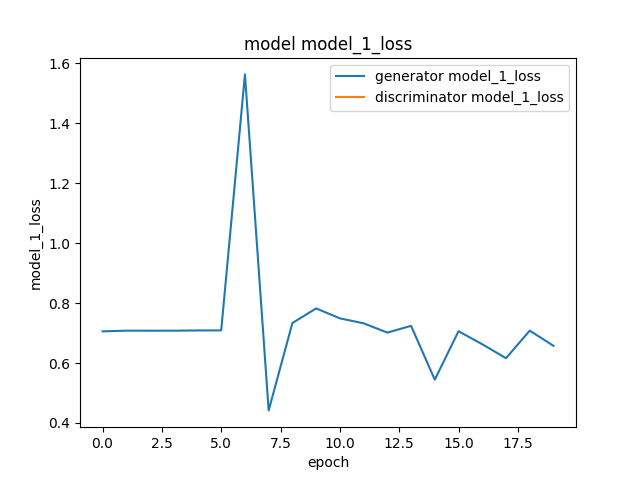 model model_1_loss
generator model_1_loss
discriminator model_1_loss
1.6
1.4
1.2
1.0
0.8
0.6
0.4
model_1_loss
0.0 2.5 5.0 7.5 10.0 12.5 15.0 17.5
epoch